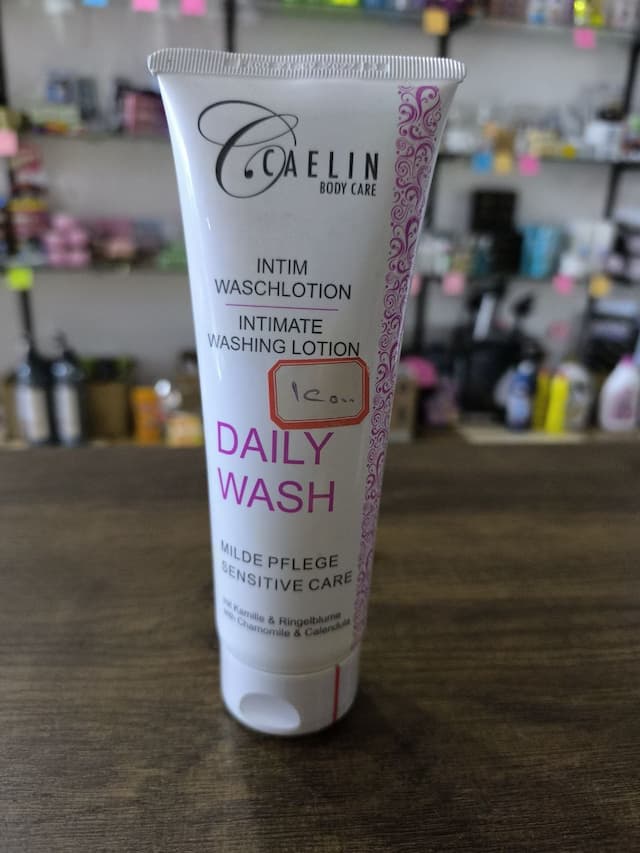 CAELIN
BODY CARE
INTIM
WASCHLOTION
INTIMATE
WASHING LOTION
DAILY
WASH
MILDE PFLEGE
SENSITIVE CARE
mit Kamille & Ringelblume
with Chamomile & Calendula